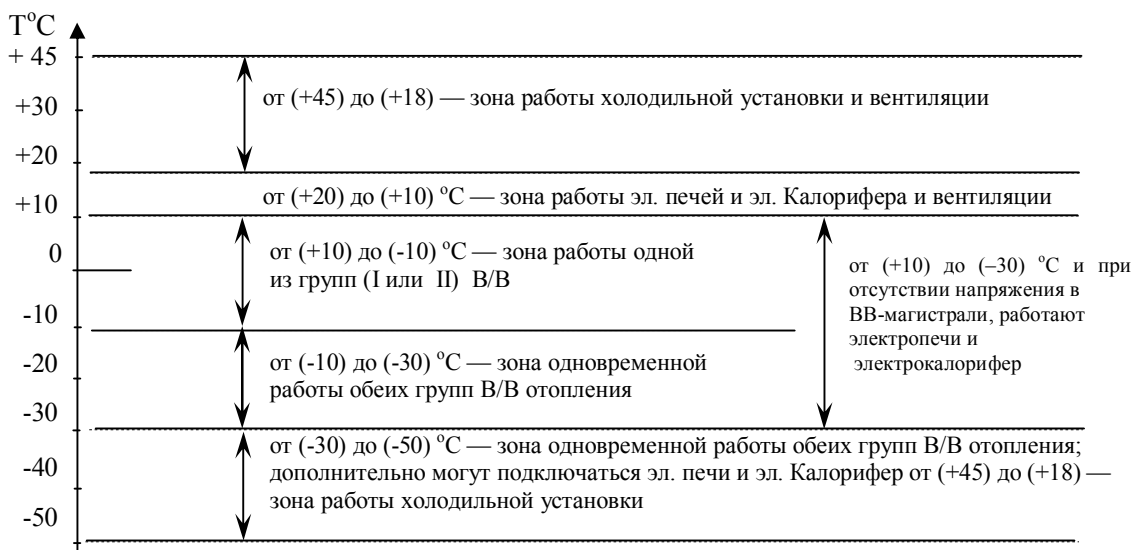 T°C
+ 45
от (+45) до (+18) — зона работы холодильной установки и вентиляции
+30
+20
от (+20) до (+10) °С — зона работы эл. печей и эл. Калорифера и вентиляции
+10
от (+10) до (-10) °С — зона работы одной
из групп (I или II) В/В
0
от (+10) до (–30) °С и при
отсутствии напряжения в
ВВ-магистрали, работают
электропечи и
электрокалорифер
-10
от (-10) до (-30) °С — зона одновременной
работы обеих групп В/В отопления
-20
-30
от (-30) до (-50) °С — зона одновременной работы обеих групп В/В отопления;
дополнительно могут подключаться эл. печи и эл. Калорифер от (+45) до (+18) —
зона работы холодильной установки
-40
-50